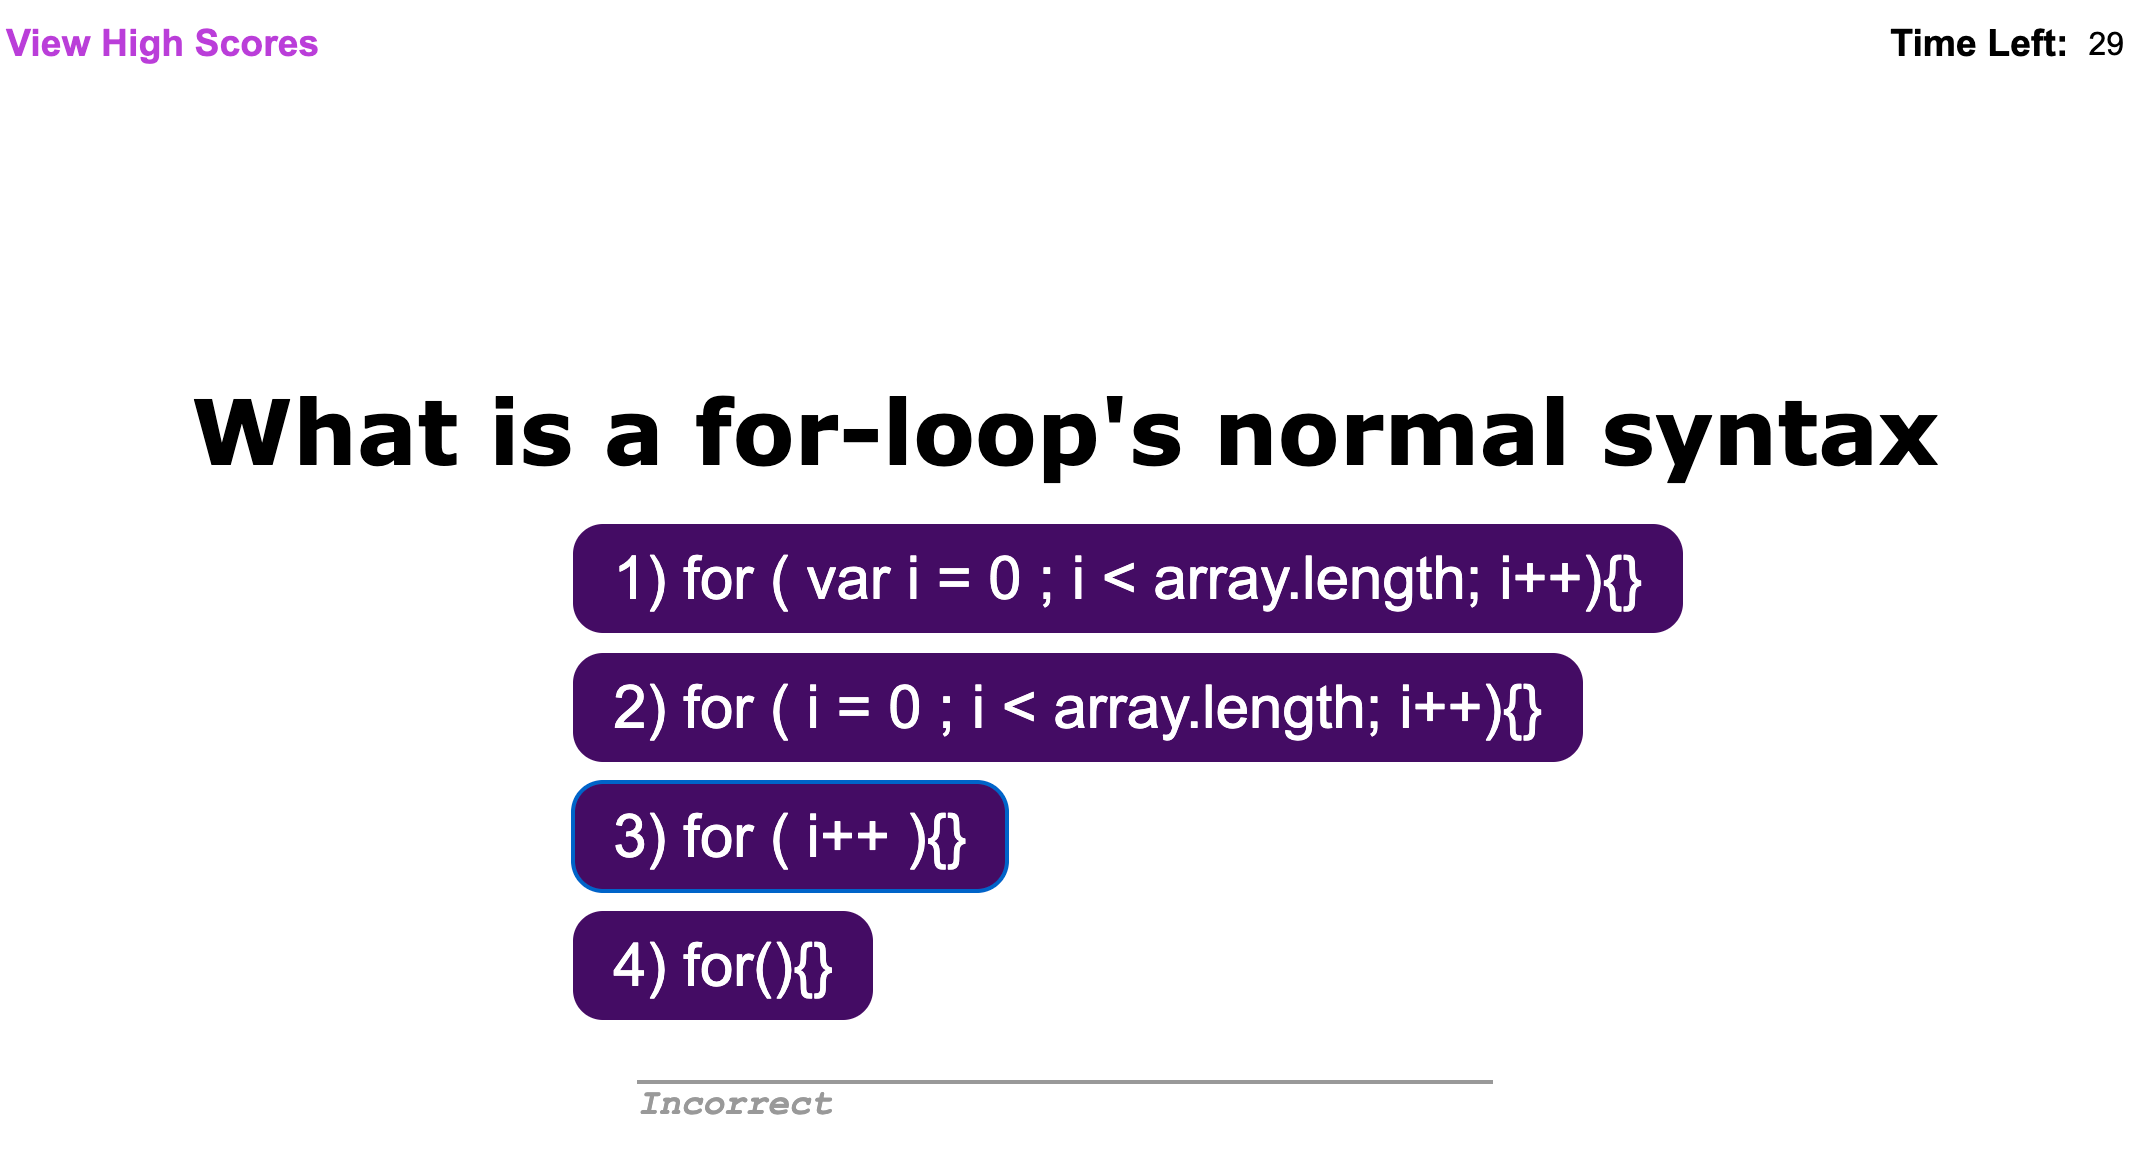 View High Scores
Time Left: 29
What is a for-loop's normal syntax
1) for ( var i = 0 ; i < array.length; i++){}
2) for ( i = 0 ; i < array.length; i++){}
3) for ( i++ ){}
4) for(){}
Incorrect